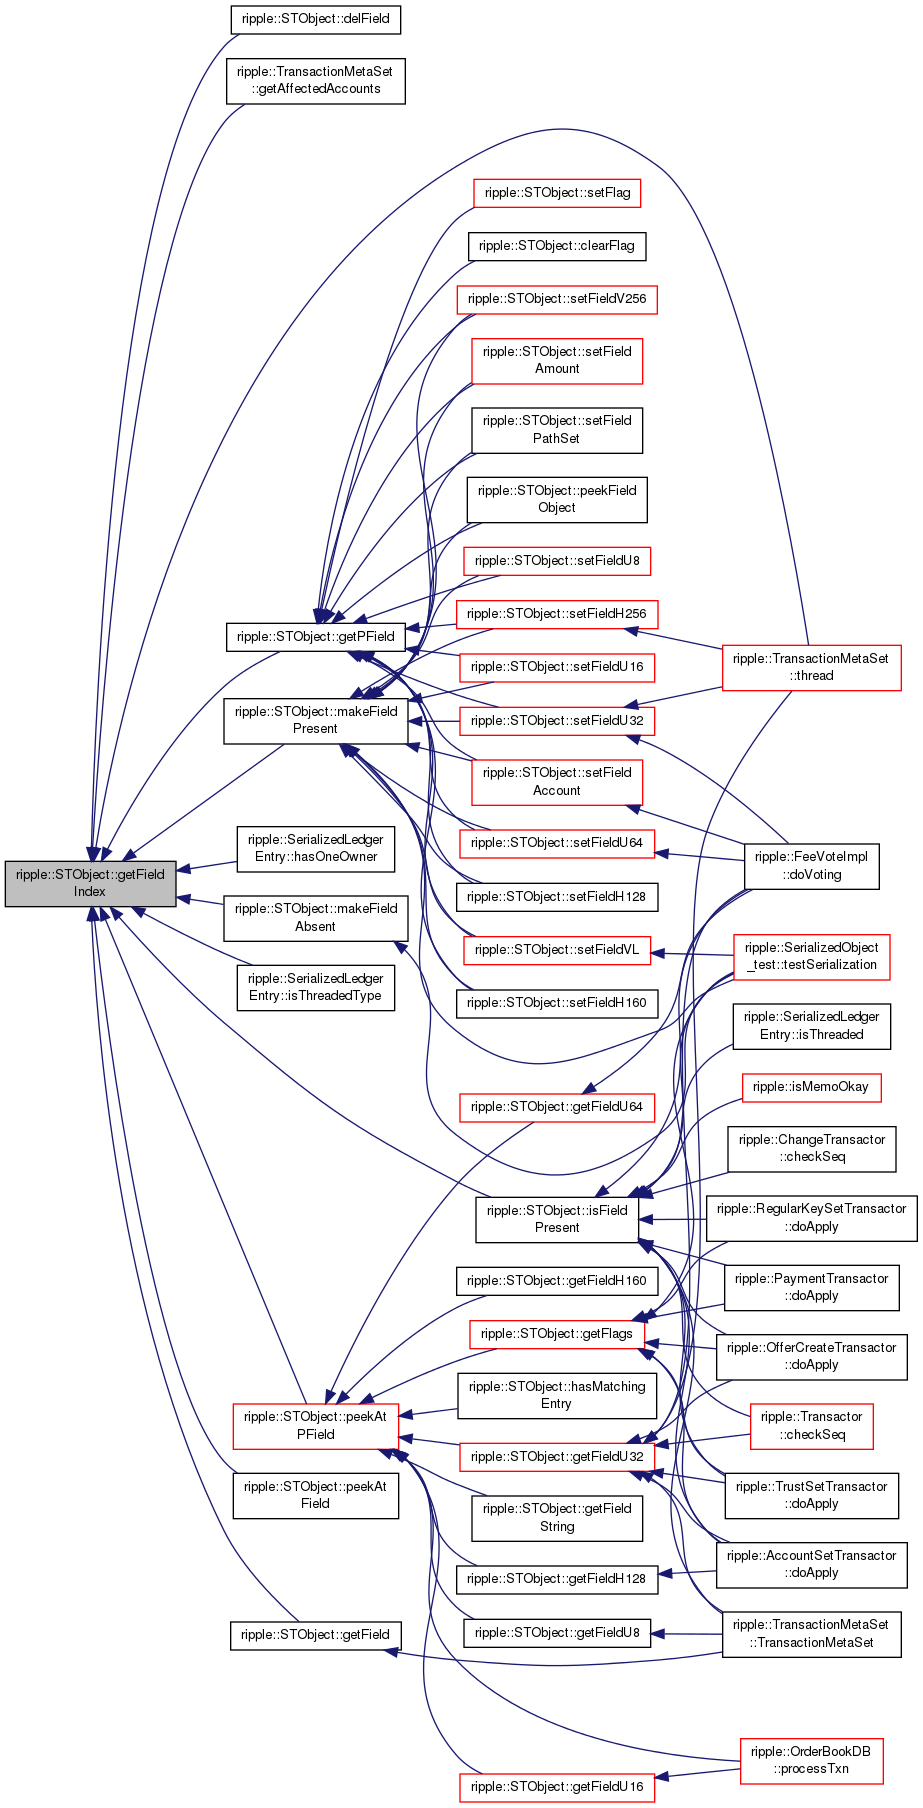 ripple::STObject::delField
ripple::TransactionMetaSet
::getAffectedAccounts
ripple::STObject::setFlag
ripple::STObject::clearFlag
ripple::STObject::setFieldV256
ripple::STObject::setField
Amount
ripple::STObject::setField
PathSet
ripple::STObject::peekField
Object
ripple::STObject::setFieldU8
ripple::STObject::setFieldH256
ripple::STObject::getPField
ripple::STObject::setFieldU16
ripple::TransactionMetaSet
::thread
ripple::STObject::makeField
Present
ripple::STObject::setFieldU32
ripple::STObject::setField
Account
ripple::STObject::setFieldU64
ripple::SerializedLedger
Entry::hasOneOwner
ripple::FeeVoteImpl
::doVoting
ripple::STObject::getField
Index
ripple::STObject::setFieldH128
ripple::STObject::makeField
Absent
ripple::STObject::setFieldVL
ripple::SerializedObject
_test::testSerialization
ripple::SerializedLedger
Entry::isThreadedType
ripple::STObject::setFieldH160
ripple::SerializedLedger
Entry::isThreaded
ripple::isMemoOkay
ripple::STObject::getFieldU64
ripple::ChangeTransactor
::checkSeq
ripple::STObject::isField
Present
ripple::RegularKeySetTransactor
::doApply
ripple::STObject::getFieldH160
ripple::PaymentTransactor
::doApply
ripple::STObject::getFlags
ripple::OfferCreateTransactor
::doApply
ripple::STObject::hasMatching
Entry
ripple::STObject::peekAt
PField
ripple::Transactor
::checkSeq
ripple::STObject::getFieldU32
ripple::STObject::peekAt
Field
ripple::TrustSetTransactor
::doApply
ripple::STObject::getField
String
ripple::AccountSetTransactor
::doApply
ripple::STObject::getFieldH128
ripple::STObject::getField
ripple::STObject::getFieldU8
ripple::TransactionMetaSet
::TransactionMetaSet
ripple::OrderBookDB
::processTxn
ripple::STObject::getFieldU16